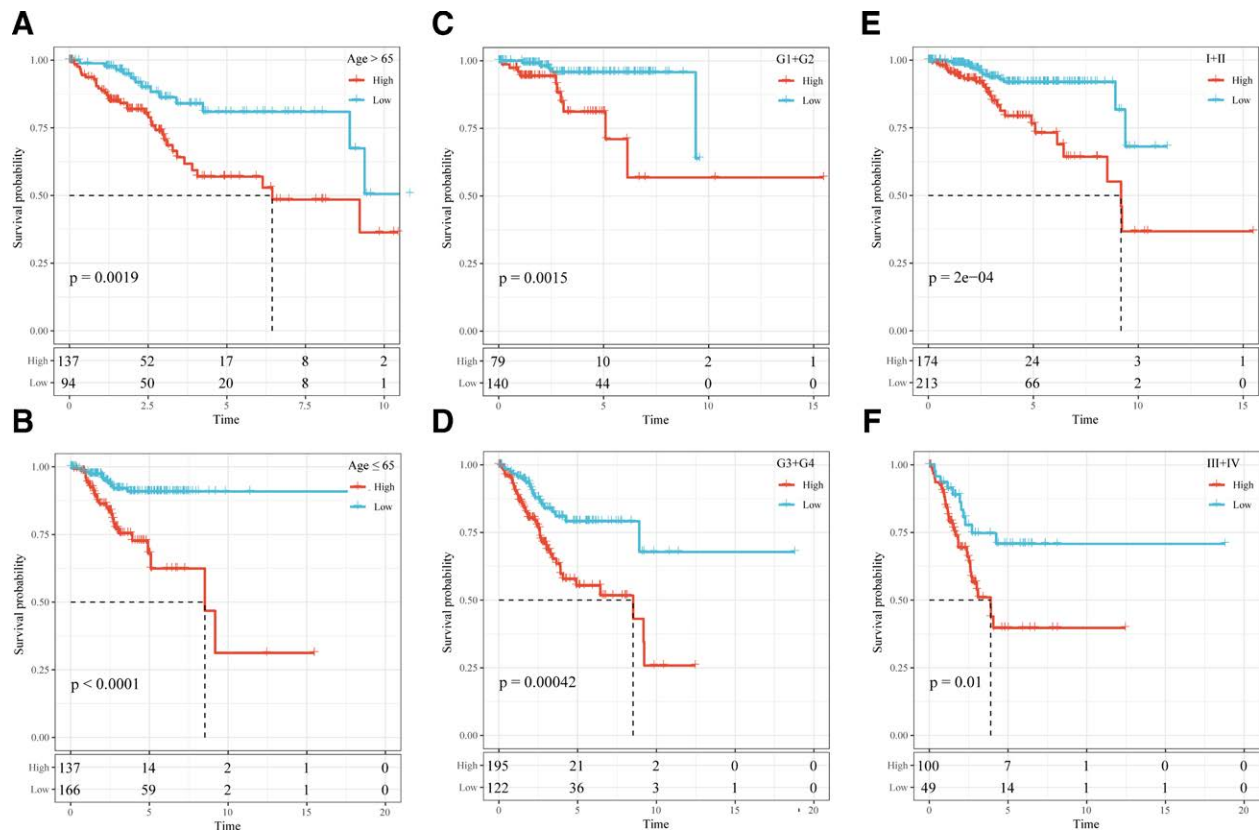 A
Age > 65
High
Low
1.00
0.75
0.50
0.25
0.00
Survival probability
p = 0.0019
High 137 52 17 8 2
Low 94 50 20 8 1
0 2.5 5 7.5 10
Time
C
G1+G2
High
Low
1.00
0.75
0.50
0.25
0.00
Survival probability
p = 0.0015
High 79 10 2 1
Low 140 44 0 0
0 5 10 15
Time
E
I+II
High
Low
1.00
0.75
0.50
0.25
0.00
Survival probability
p = 2e−04
High 174 24 3 1
Low 213 66 2 0
0 5 10 15
Time
B
Age ≤ 65
High
Low
1.00
0.75
0.50
0.25
0.00
Survival probability
p < 0.0001
High 137 14 2 1 0
Low 166 59 2 1 0
0 5 10 15 20
Time
D
G3+G4
High
Low
1.00
0.75
0.50
0.25
0.00
Survival probability
p = 0.00042
High 195 21 2 0 0
Low 122 36 3 1 0
0 5 10 20
Time
F
III+IV
High
Low
1.00
0.75
0.50
0.25
0.00
Survival probability
p = 0.01
High 100 7 1 0 0
Low 49 14 1 1 0
0 5 10 15 20
Time